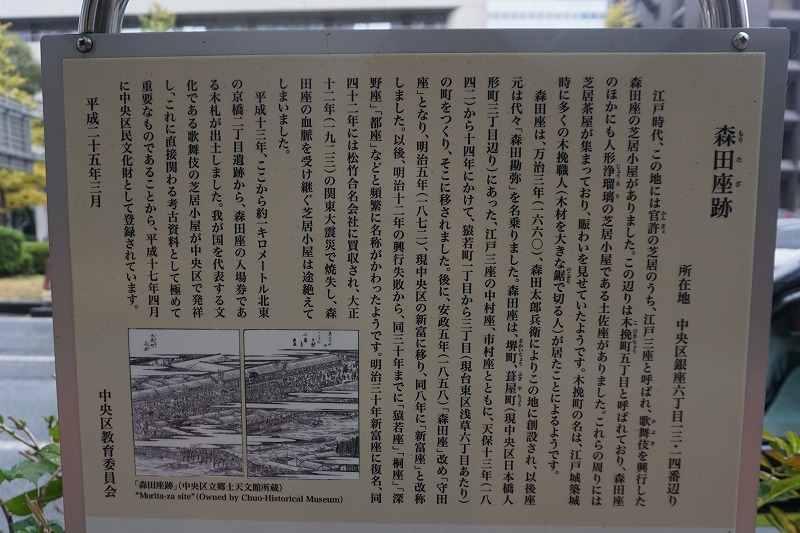 森田座跡
もりたざ
所在地　中央区銀座六丁目一三・一四番辺り
江戸時代、この地には官許の芝居のうち、江戸三座と呼ばれ、歌舞伎を興行した
森田座の芝居小屋がありました。この辺りは木挽町五丁目と呼ばれており、森田座
のほかにも人形浄瑠璃の芝居小屋である土佐座がありました。これらの周りには
芝居茶屋が集まっており、賑わいを見せていたようです。木挽町の名は、江戸城築城
時に多くの木挽職人（木材を大きな鋸で切る人）が居たことによるようです。
森田座は、万治三年（一六六〇）、森田太郎兵衛によりこの地に創設され、以後座
元は代々「森田勘弥」を名乗りました。森田座は、堺町、葺屋町（現中央区日本橋人
形町三丁目辺り）にあった、江戸三座の中村座、市村座とともに、天保十三年（一八
四二）から十四年にかけて、猿若町一丁目から三丁目（現台東区浅草六丁目あたり）
の町をつくり、そこに移されました。後に、安政五年（一八五八）「森田座」改め「守田
座」となり、明治五年（一八七二）、現中央区の新富に移り、同八年に「新富座」と改称
しました。以後、明治十二年の興行失敗から、同三十年までに「猿若座」「桐座」「深
野座」「都座」などと頻繁に名称がかわったようです。明治三十年新富座に復名、同
四十二年には松竹合名会社に買収され、大正
十二年（一九二三）の関東大震災で焼失し、森
田座の血脈を受け継ぐ芝居小屋は途絶えて
しまいました。
平成十三年、ここから約一キロメートル北東
の京橋二丁目遺跡から、森田座の入場券であ
る木札が出土しました。我が国を代表する文
化である歌舞伎の芝居小屋が中央区で発祥
し、これに直接関わる考古資料として極めて
重要なものであることから、平成十七年四月
に中央区民文化財として登録されています。
平成二十五年三月
中央区教育委員会
「森田座跡」（中央区立郷土天文館所蔵）
"Morita-za site"(Owned by Chuo-Historical Museum)